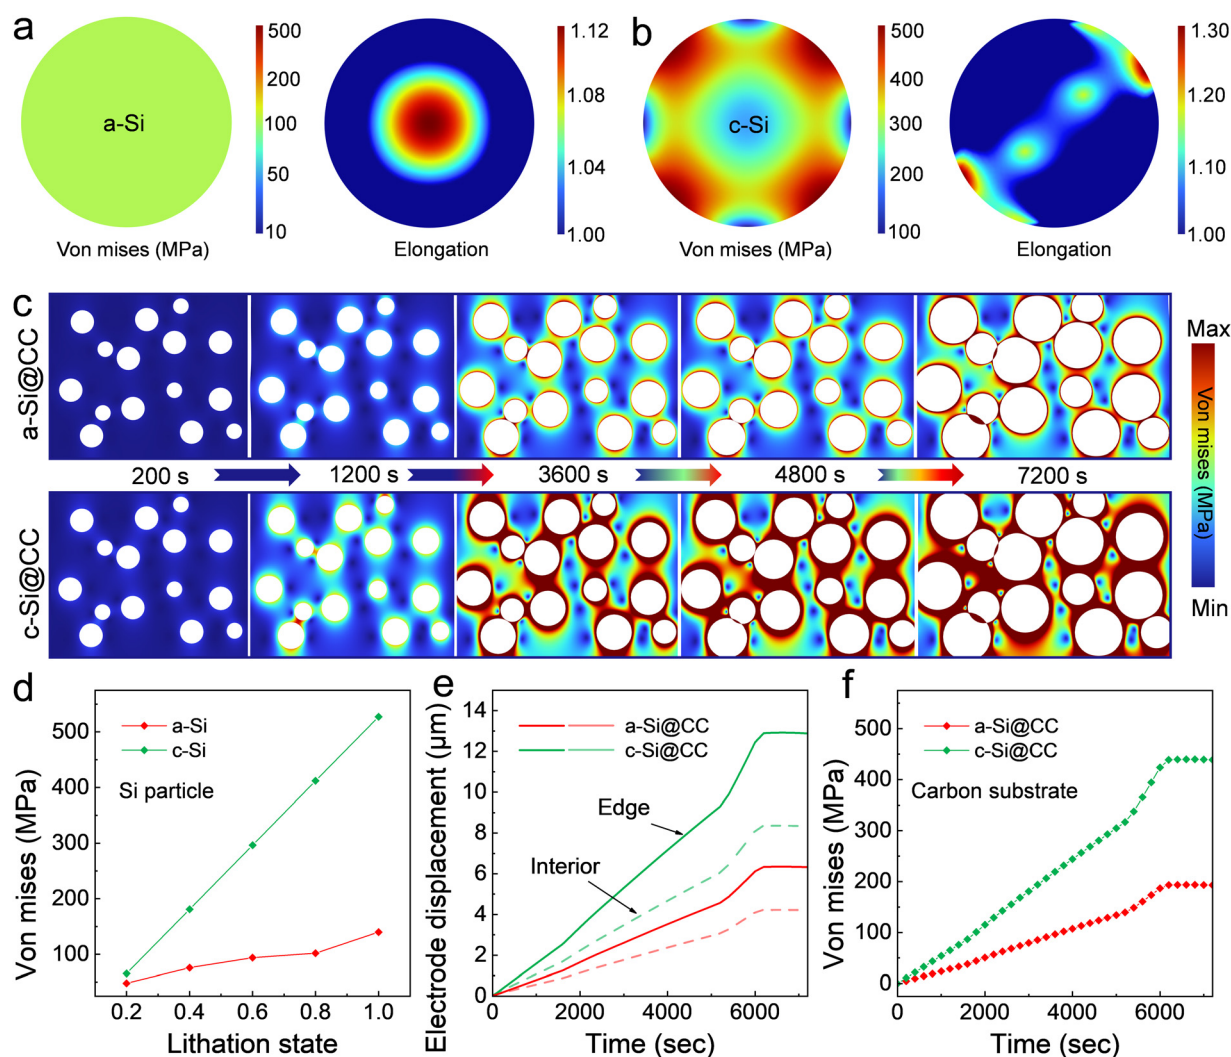 a
a-Si
Von mises (MPa)
500
200
100
50
10
Elongation
1.12
1.08
1.04
1.00
b
c-Si
Von mises (MPa)
500
400
300
200
100
Elongation
1.30
1.20
1.10
1.00
c
a-Si@CC
200 s
1200 s
3600 s
4800 s
7200 s
c-Si@CC
Max
Von mises (MPa)
Min
d
a-Si
c-Si
Si particle
Von mises (MPa)
500
400
300
200
100
0.2
0.4
0.6
0.8
1.0
Lithation state
e
a-Si@CC
c-Si@CC
Edge
Interior
Electrode displacement (μm)
14
12
10
8
6
4
2
0
0
2000
4000
6000
Time (sec)
f
a-Si@CC
c-Si@CC
Carbon substrate
Von mises (MPa)
500
400
300
200
100
0
0
2000
4000
6000
Time (sec)